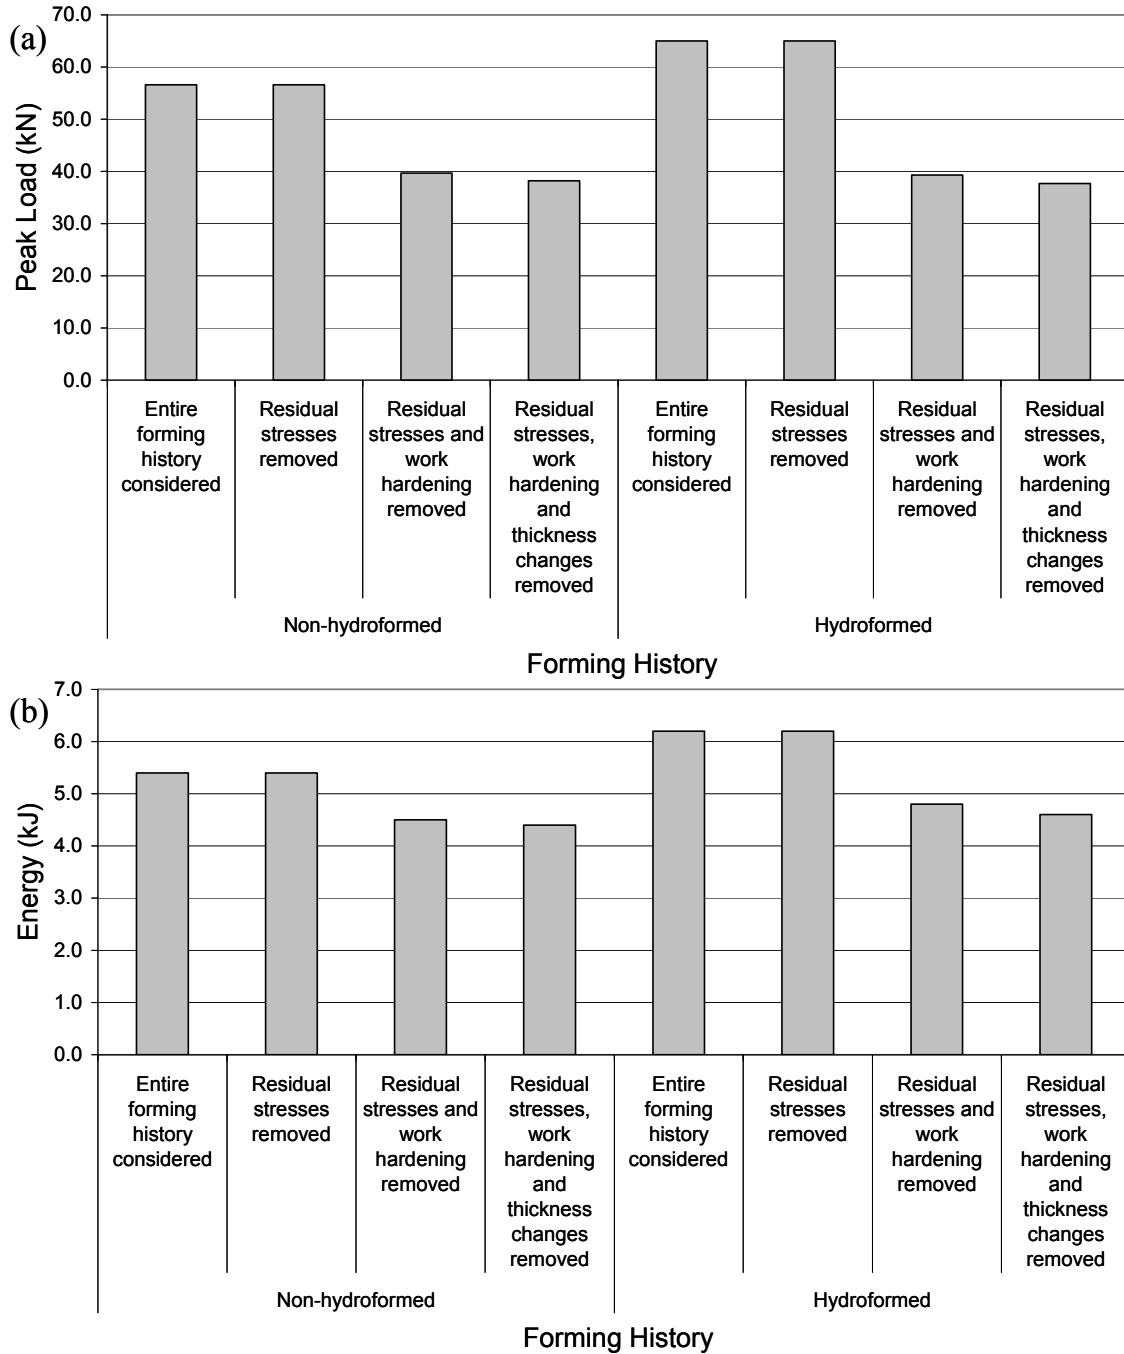 (a)
Peak Load (kN)
70.0
60.0
50.0
40.0
30.0
20.0
10.0
0.0
Entire
forming
history
considered
Residual
stresses
removed
Residual
stresses and
work
hardening
removed
Residual
stresses,
work
hardening
and
thickness
changes
removed
Entire
forming
history
considered
Residual
stresses
removed
Residual
stresses and
work
hardening
removed
Residual
stresses,
work
hardening
and
thickness
changes
removed
Non-hydroformed
Hydroformed
Forming History
(b)
Energy (kJ)
7.0
6.0
5.0
4.0
3.0
2.0
1.0
0.0
Entire
forming
history
considered
Residual
stresses
removed
Residual
stresses and
work
hardening
removed
Residual
stresses,
work
hardening
and
thickness
changes
removed
Entire
forming
history
considered
Residual
stresses
removed
Residual
stresses and
work
hardening
removed
Residual
stresses,
work
hardening
and
thickness
changes
removed
Non-hydroformed
Hydroformed
Forming History